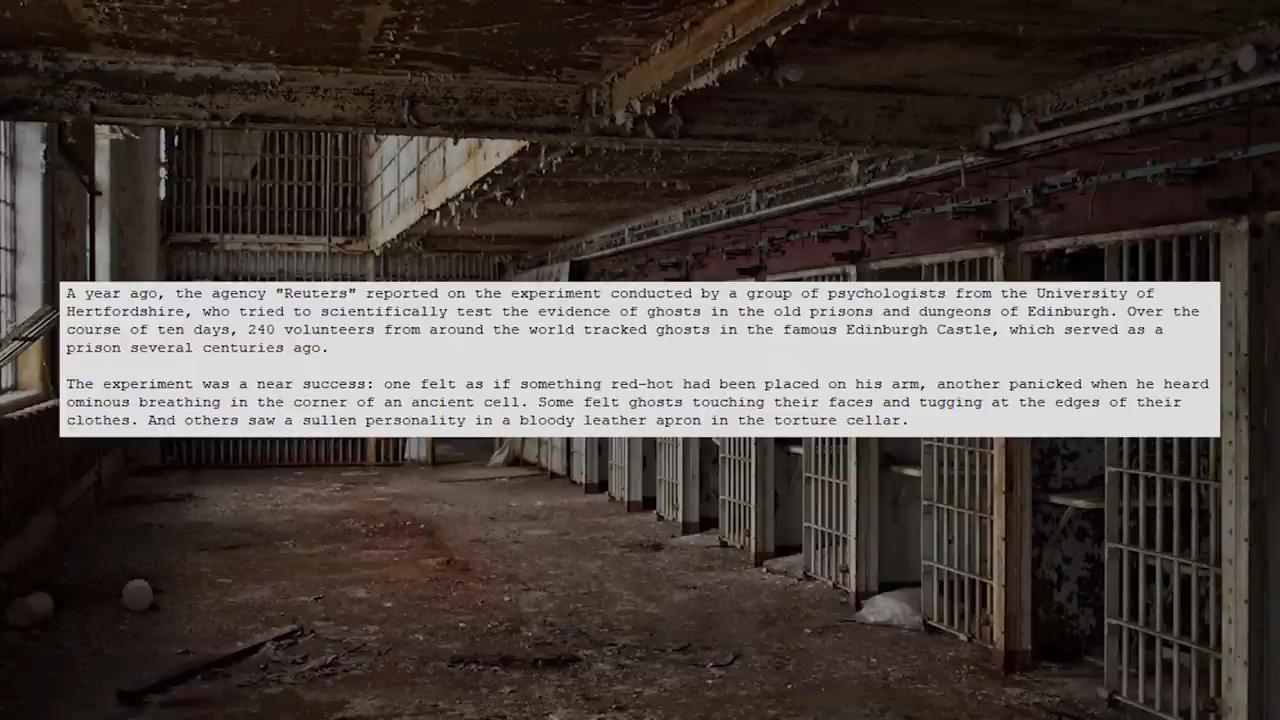 A year ago, the agency "Reuters" reported on the experiment conducted by a group of psychologists from the University of
Hertfordshire, who tried to scientifically test the evidence of ghosts in the old prisons and dungeons of Edinburgh. Over the
course of ten days, 240 volunteers from around the world tracked ghosts in the famous Edinburgh Castle, which served as a
prison several centuries ago.
The experiment was a near success: one felt as if something red-hot had been placed on his arm, another panicked when he heard
ominous breathing in the corner of an ancient cell. Some felt ghosts touching their faces and tugging at the edges of their
clothes. And others saw a sullen personality in a bloody leather apron in the torture cellar.